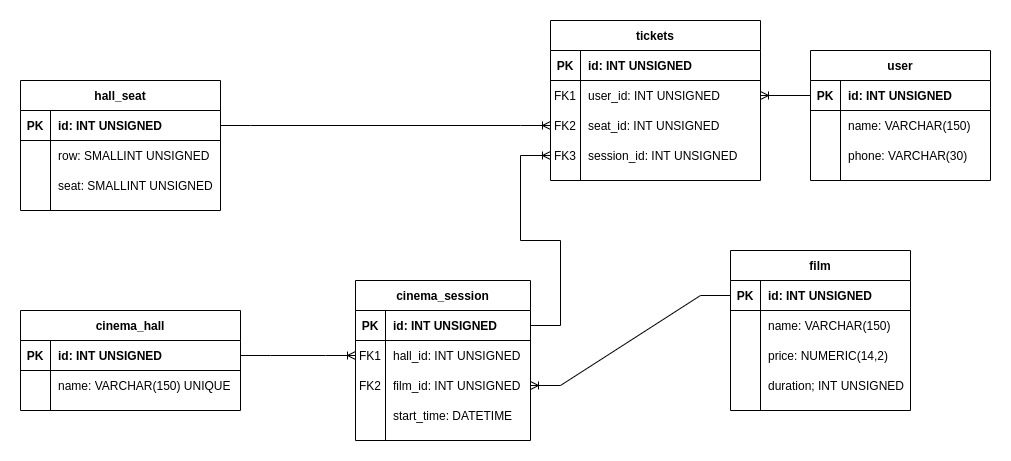 tickets
PK id: INT UNSIGNED
FK1 user_id: INT UNSIGNED
FK2 seat_id: INT UNSIGNED
FK3 session_id: INT UNSIGNED
user
PK id: INT UNSIGNED
name: VARCHAR(150)
phone: VARCHAR(30)
hall_seat
PK id: INT UNSIGNED
row: SMALLINT UNSIGNED
seat: SMALLINT UNSIGNED
film
PK id: INT UNSIGNED
name: VARCHAR(150)
price: NUMERIC(14,2)
duration; INT UNSIGNED
cinema_session
PK id: INT UNSIGNED
FK1 hall_id: INT UNSIGNED
FK2 film_id: INT UNSIGNED
start_time: DATETIME
cinema_hall
PK id: INT UNSIGNED
name: VARCHAR(150) UNIQUE